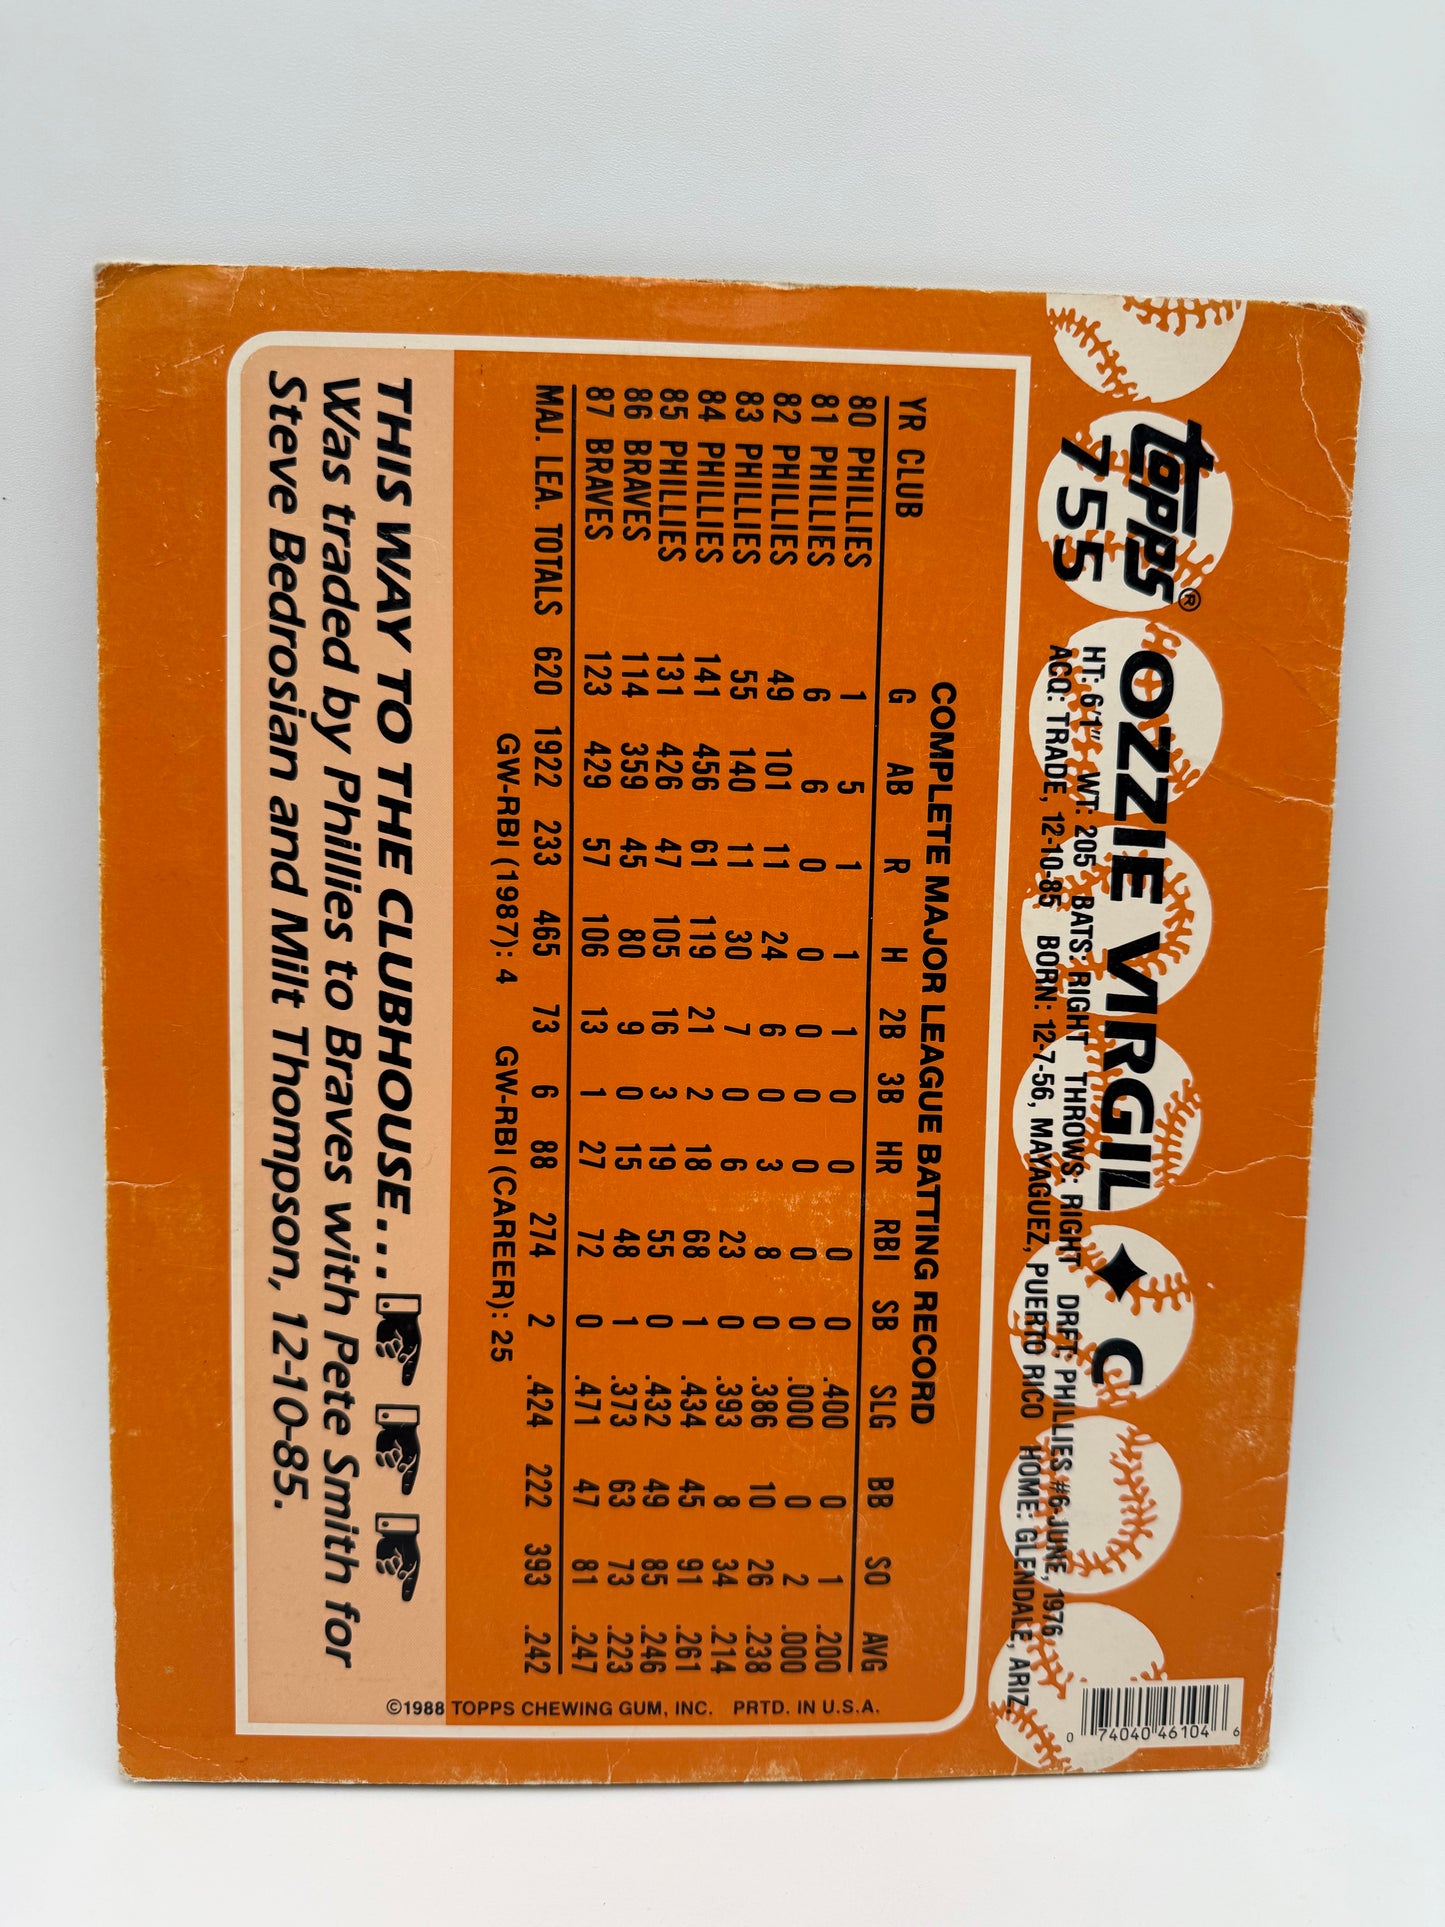 topps®
755
OZZIE VIRGIL ✦ C
HT: 6'1" WT: 205 BATS: RIGHT THROWS: RIGHT DRFT: PHILLIES #6-JUNE, 1976
ACQ: TRADE, 12-10-85 BORN: 12-7-56, MAYAGUEZ, PUERTO RICO HOME: GLENDALE, ARIZ.
COMPLETE MAJOR LEAGUE BATTING RECORD
YR CLUB G AB R H 2B 3B HR RBI SB SLG BB SO AVG
80 PHILLIES 1 5 1 1 1 0 0 0 0 .400 0 1 .200
81 PHILLIES 6 6 0 0 0 0 0 0 0 .000 0 2 .000
82 PHILLIES 49 101 11 24 6 0 3 8 0 .386 10 26 .238
83 PHILLIES 55 140 11 30 7 0 6 23 0 .393 8 34 .214
84 PHILLIES 141 456 61 119 21 2 18 68 1 .434 45 91 .261
85 PHILLIES 131 426 47 105 16 3 19 55 0 .432 49 85 .246
86 BRAVES 114 359 45 80 9 0 15 48 1 .373 63 73 .223
87 BRAVES 123 429 57 106 13 1 27 72 0 .471 47 81 .247
MAJ. LEA. TOTALS 620 1922 233 465 73 6 88 274 2 .424 222 393 .242
GW-RBI (1987): 4 GW-RBI (CAREER): 25
THIS WAY TO THE CLUBHOUSE...
Was traded by Phillies to Braves with Pete Smith for
Steve Bedrosian and Milt Thompson, 12-10-85.
©1988 TOPPS CHEWING GUM, INC. PRTD. IN U.S.A.
0 74040 46104 6